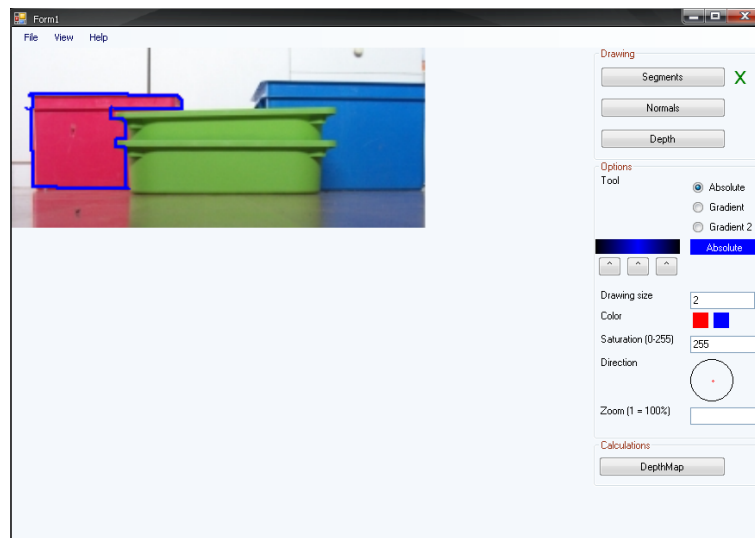 Form1
File View Help
Drawing
Segments X
Normals
Depth
Options
Tool
Absolute
Gradient
Gradient 2
Absolute
^ ^ ^
Drawing size 2
Color
Saturation (0-255) 255
Direction
Zoom (1 = 100%)
Calculations
DepthMap